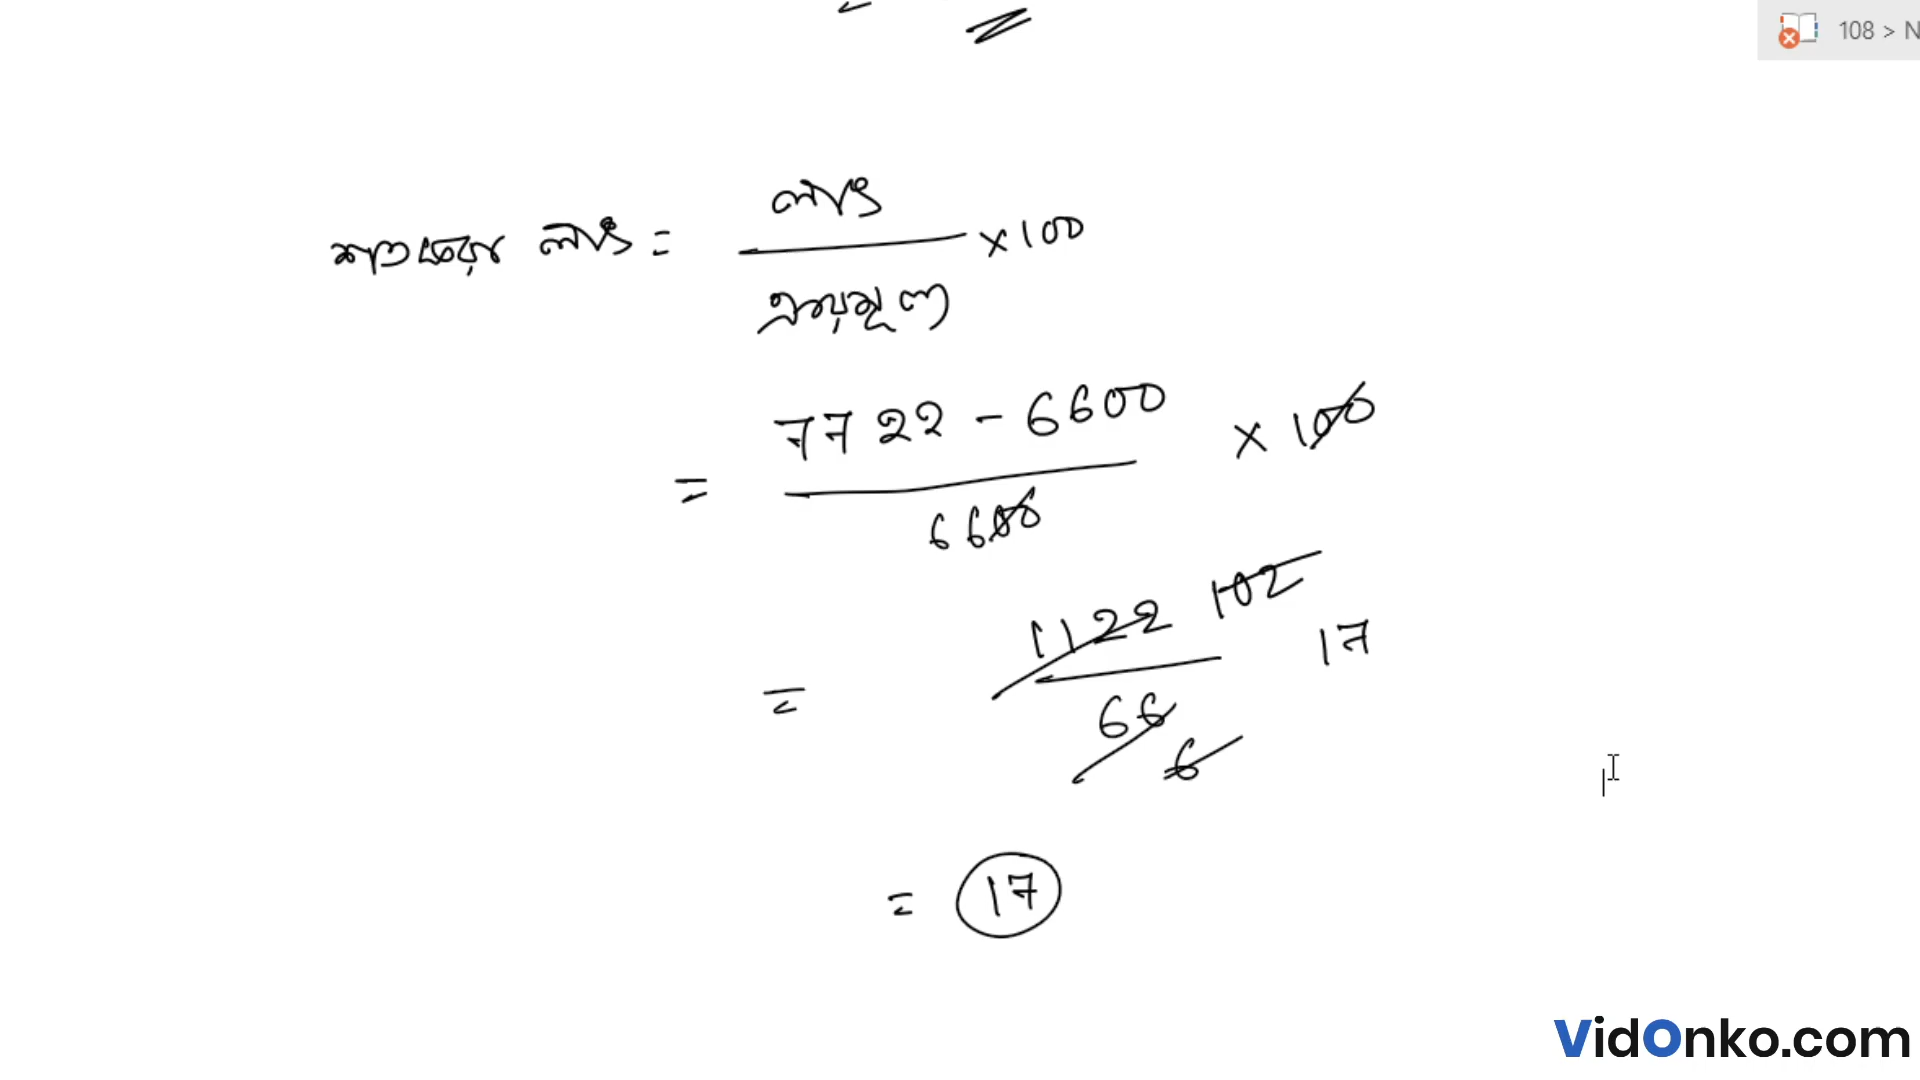 108 > N
শতকরা লাভ = লাভ / ক্রয়মূল্য × 100
= 7722 - 6600 / 6600 × 100
= 1122 102 / 66 6 17
= 17
VidOnko.com